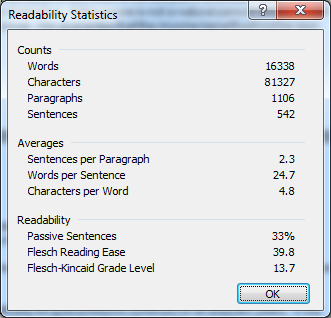 Readability Statistics
Counts
Words 16338
Characters 81327
Paragraphs 1106
Sentences 542
Averages
Sentences per Paragraph 2.3
Words per Sentence 24.7
Characters per Word 4.8
Readability
Passive Sentences 33%
Flesch Reading Ease 39.8
Flesch-Kincaid Grade Level 13.7
OK